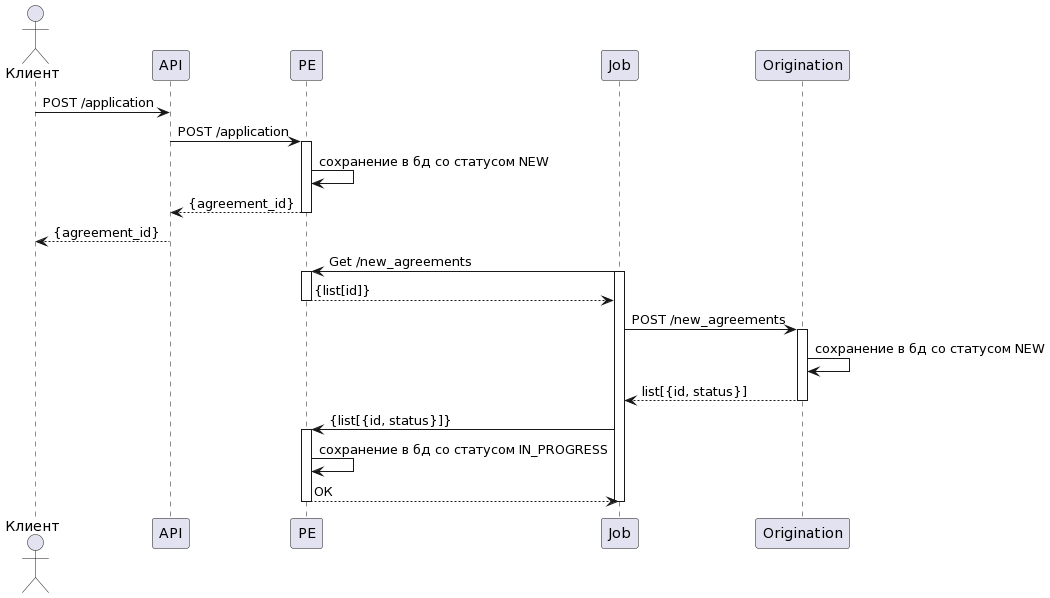 Клиент
API
PE
Job
Origination
POST /application
POST /application
сохранение в бд со статусом NEW
{agreement_id}
{agreement_id}
Get /new_agreements
{list[id]}
POST /new_agreements
сохранение в бд со статусом NEW
list[{id, status}]
{list[{id, status}]}
сохранение в бд со статусом IN_PROGRESS
OK
Клиент
API
PE
Job
Origination